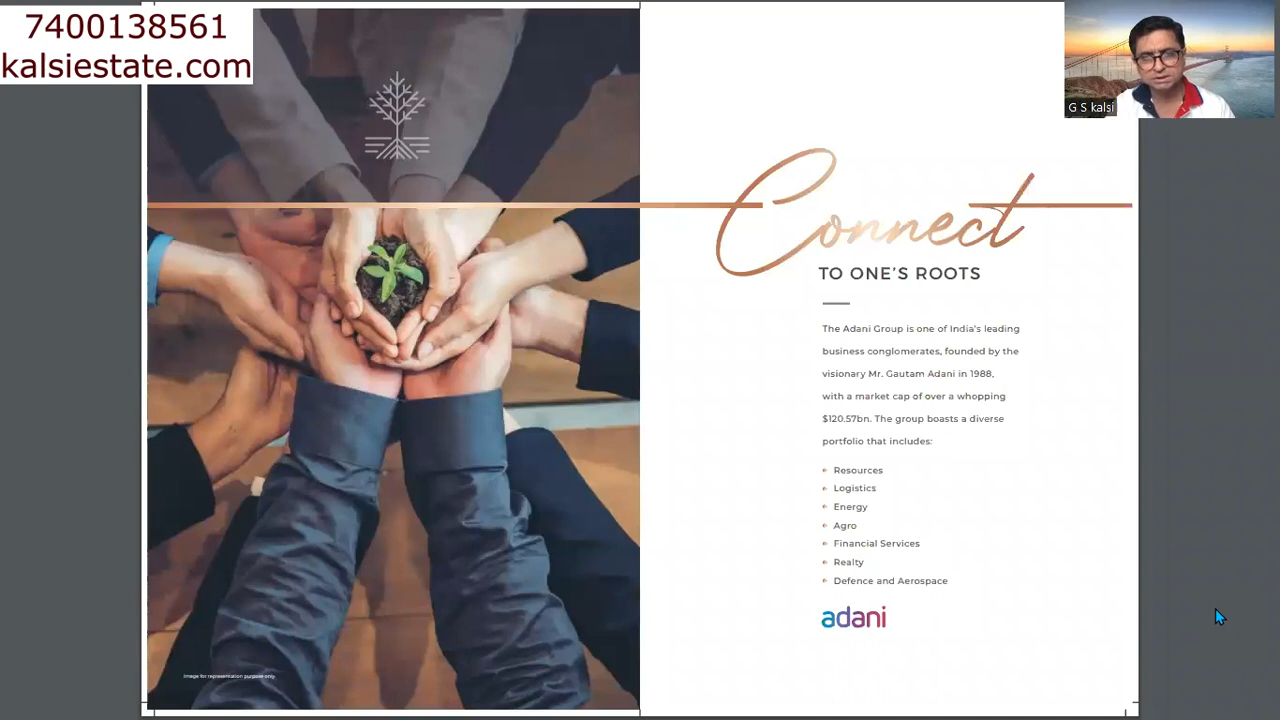 7400138561
kalsiestate.com
G S kalsi
Connect
TO ONE'S ROOTS
The Adani Group is one of India's leading
business conglomerates, founded by the
visionary Mr. Gautam Adani in 1988,
with a market cap of over a whopping
$120.57bn. The group boasts a diverse
portfolio that includes:
Resources
Logistics
Energy
Agro
Financial Services
Realty
Defence and Aerospace
adani
Image for representation purpose only